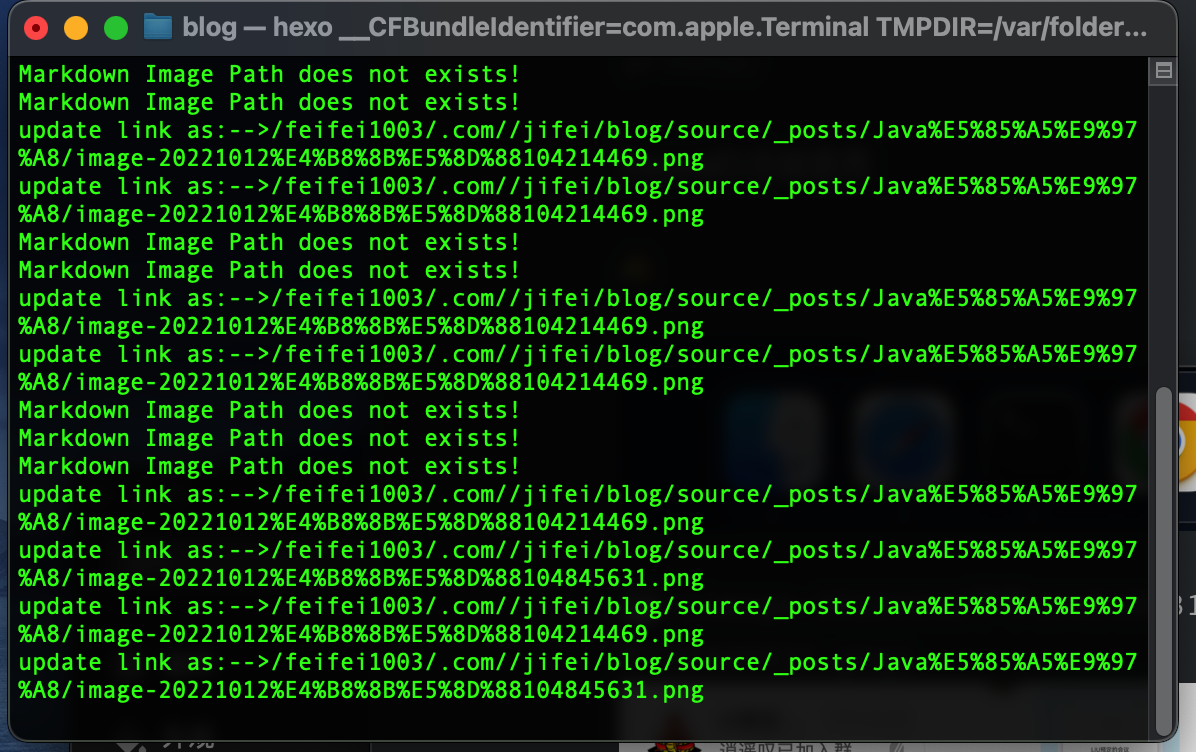 blog — hexo __CFBundleIdentifier=com.apple.Terminal TMPDIR=/var/folder...
Markdown Image Path does not exists!
Markdown Image Path does not exists!
update link as:-->/feifei1003/.com//jifei/blog/source/_posts/Java%E5%85%A5%E9%97
%A8/image-20221012%E4%B8%8B%E5%8D%88104214469.png
update link as:-->/feifei1003/.com//jifei/blog/source/_posts/Java%E5%85%A5%E9%97
%A8/image-20221012%E4%B8%8B%E5%8D%88104214469.png
Markdown Image Path does not exists!
Markdown Image Path does not exists!
update link as:-->/feifei1003/.com//jifei/blog/source/_posts/Java%E5%85%A5%E9%97
%A8/image-20221012%E4%B8%8B%E5%8D%88104214469.png
update link as:-->/feifei1003/.com//jifei/blog/source/_posts/Java%E5%85%A5%E9%97
%A8/image-20221012%E4%B8%8B%E5%8D%88104214469.png
Markdown Image Path does not exists!
Markdown Image Path does not exists!
Markdown Image Path does not exists!
update link as:-->/feifei1003/.com//jifei/blog/source/_posts/Java%E5%85%A5%E9%97
%A8/image-20221012%E4%B8%8B%E5%8D%88104214469.png
update link as:-->/feifei1003/.com//jifei/blog/source/_posts/Java%E5%85%A5%E9%97
%A8/image-20221012%E4%B8%8B%E5%8D%88104845631.png
update link as:-->/feifei1003/.com//jifei/blog/source/_posts/Java%E5%85%A5%E9%97
%A8/image-20221012%E4%B8%8B%E5%8D%88104214469.png
update link as:-->/feifei1003/.com//jifei/blog/source/_posts/Java%E5%85%A5%E9%97
%A8/image-20221012%E4%B8%8B%E5%8D%88104845631.png